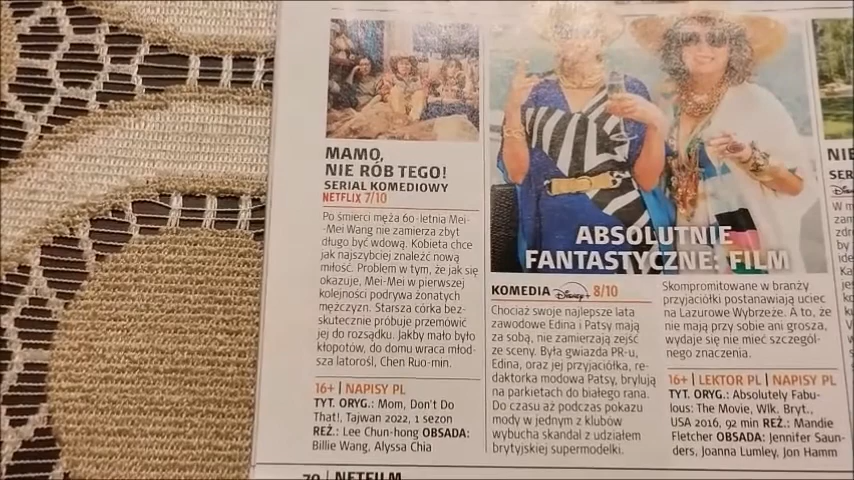 MAMO,
NIE RÓB TEGO!
SERIAL KOMEDIOWY
NETFLIX 7/10
Po śmierci męża 60-letnia Mei-
-Mei Wang nie zamierza zbyt
długo być wdową. Kobieta chce
jak najszybciej znaleźć nową
miłość. Problem w tym, że jak się
okazuje, Mei-Mei w pierwszej
kolejności podrywa żonatych
mężczyzn. Starsza córka bez-
skutecznie próbuje przemówić
jej do rozsądku. Jakby mało było
kłopotów, do domu wraca młod-
sza latorośl, Chen Ruo-min.
16+ | NAPISY PL
TYT. ORYG.: Mom, Don't Do
That!, Tajwan 2022, 1 sezon
REŻ.: Lee Chun-hong OBSADA:
Billie Wang, Alyssa Chia
70 | NETFILM
ABSOLUTNIE
FANTASTYCZNE: FILM
KOMEDIA Disney+ 8/10
Chociaż swoje najlepsze lata
zawodowe Edina i Patsy mają
za sobą, nie zamierzają zejść
ze sceny. Była gwiazda PR-u,
Edina, oraz jej przyjaciółka, re-
daktorka modowa Patsy, brylują
na parkietach do białego rana.
Do czasu aż podczas pokazu
mody w jednym z klubów
wybucha skandal z udziałem
brytyjskiej supermodelki.
Skompromitowane w branży
przyjaciółki postanawiają uciec
na Lazurowe Wybrzeże. A to, że
nie mają przy sobie ani grosza,
wydaje się nie mieć szczegól-
nego znaczenia.
16+ | LEKTOR PL | NAPISY PL
TYT. ORYG.: Absolutely Fabu-
lous: The Movie, Wlk. Bryt.,
USA 2016, 92 min REŻ.: Mandie
Fletcher OBSADA: Jennifer Saun-
ders, Joanna Lumley, Jon Hamm
NIE
SER
Disne